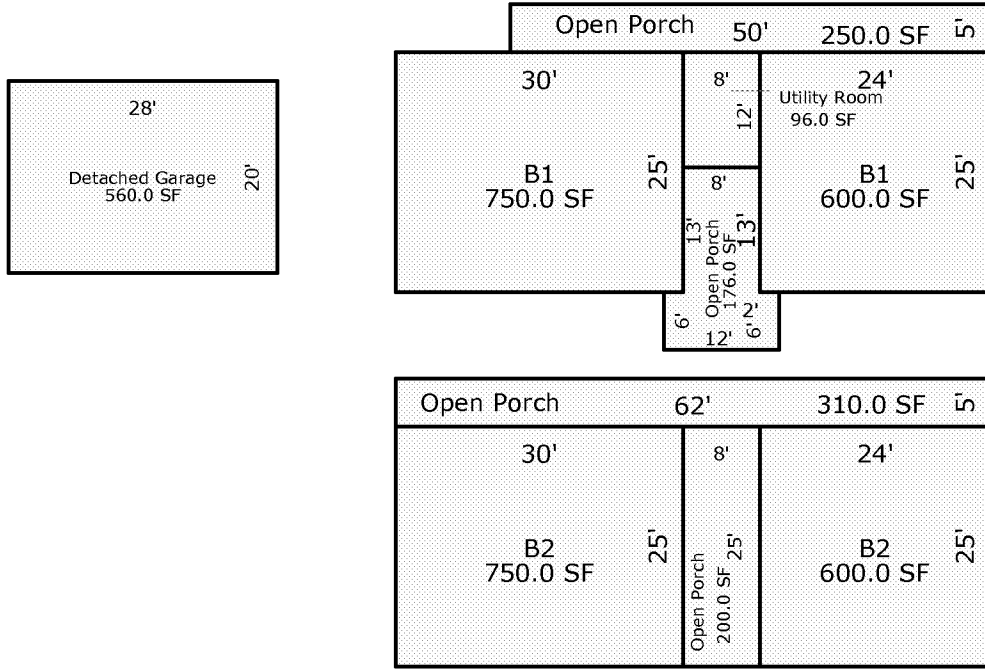 Open Porch 50' 250.0 SF 5'
28'
Detached Garage
560.0 SF
20'
30'
B1
750.0 SF
25'
8'
12'
Utility Room
96.0 SF
24'
B1
600.0 SF
25'
8'
13'
13'
Open Porch
176.0 SF
2'
6'
6'
12'
Open Porch 62' 310.0 SF 5'
30'
B2
750.0 SF
25'
8'
25'
Open Porch
200.0 SF
24'
B2
600.0 SF
25'